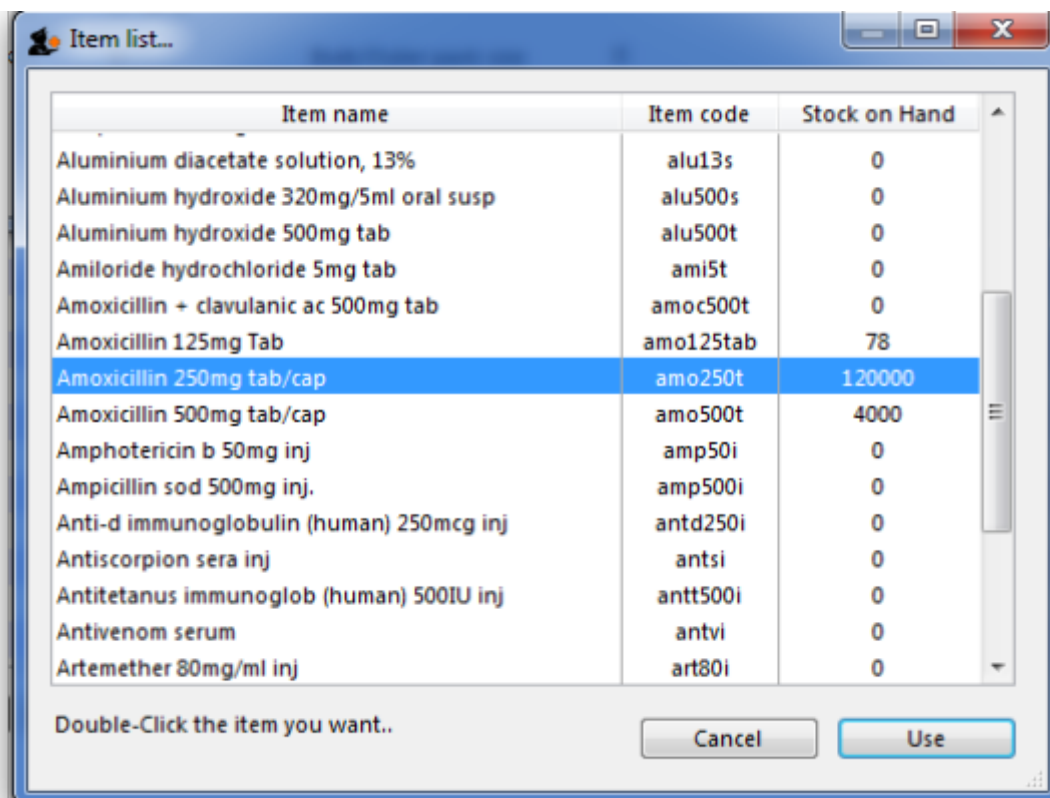 Item list...
Item name Item code Stock on Hand
Aluminium diacetate solution, 13% alu13s 0
Aluminium hydroxide 320mg/5ml oral susp alu500s 0
Aluminium hydroxide 500mg tab alu500t 0
Amiloride hydrochloride 5mg tab ami5t 0
Amoxicillin + clavulanic ac 500mg tab amoc500t 0
Amoxicillin 125mg Tab amo125tab 78
Amoxicillin 250mg tab/cap amo250t 120000
Amoxicillin 500mg tab/cap amo500t 4000
Amphotericin b 50mg inj amp50i 0
Ampicillin sod 500mg inj. amp500i 0
Anti-d immunoglobulin (human) 250mcg inj antd250i 0
Antiscorpion sera inj antsi 0
Antitetanus immunoglob (human) 500IU inj antt500i 0
Antivenom serum antvi 0
Artemether 80mg/ml inj art80i 0
Double-Click the item you want.. Cancel Use